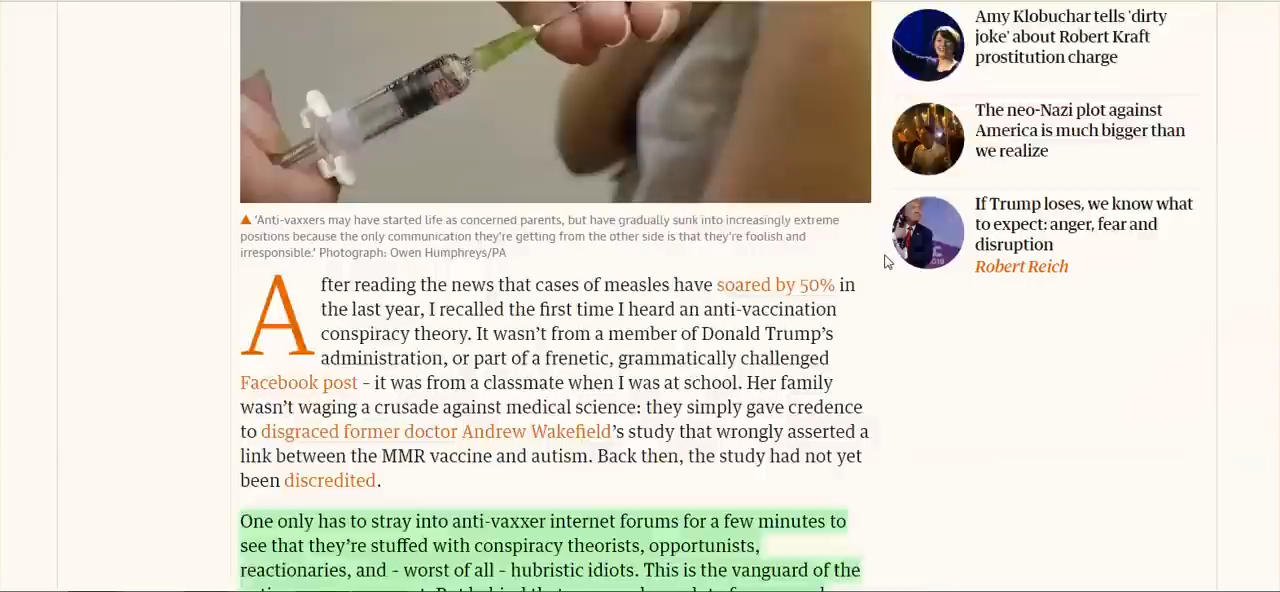 ▲ 'Anti-vaxxers may have started life as concerned parents, but have gradually sunk into increasingly extreme
positions because the only communication they're getting from the other side is that they're foolish and
irresponsible.' Photograph: Owen Humphreys/PA
After reading the news that cases of measles have soared by 50% in
the last year, I recalled the first time I heard an anti-vaccination
conspiracy theory. It wasn't from a member of Donald Trump's
administration, or part of a frenetic, grammatically challenged
Facebook post – it was from a classmate when I was at school. Her family
wasn't waging a crusade against medical science: they simply gave credence
to disgraced former doctor Andrew Wakefield's study that wrongly asserted a
link between the MMR vaccine and autism. Back then, the study had not yet
been discredited.
One only has to stray into anti-vaxxer internet forums for a few minutes to
see that they're stuffed with conspiracy theorists, opportunists,
reactionaries, and – worst of all – hubristic idiots. This is the vanguard of the
Amy Klobuchar tells 'dirty
joke' about Robert Kraft
prostitution charge
The neo-Nazi plot against
America is much bigger than
we realize
If Trump loses, we know what
to expect: anger, fear and
disruption
Robert Reich